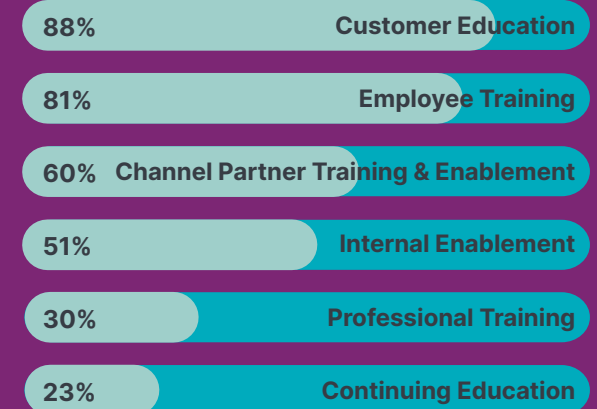 88% Customer Education
81% Employee Training
60% Channel Partner Training & Enablement
51% Internal Enablement
30% Professional Training
23% Continuing Education